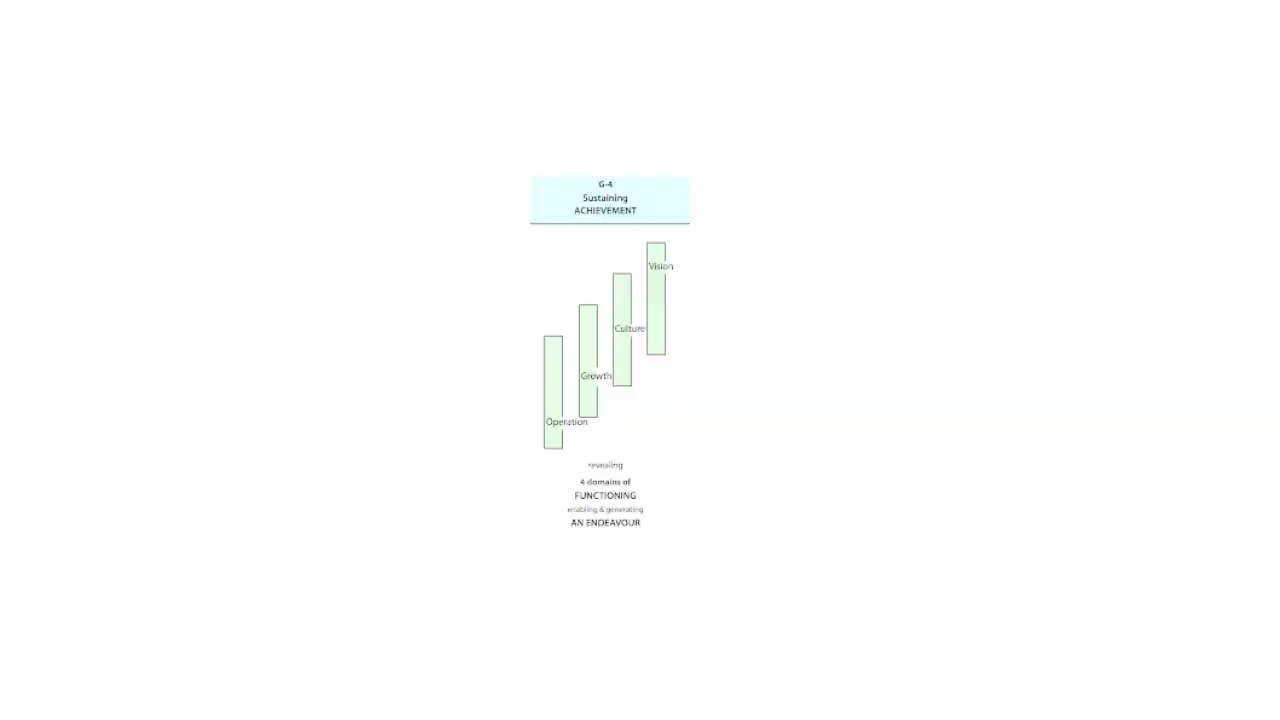 G-4
Sustaining
ACHIEVEMENT
Vision
Culture
Growth
Operation
revealing
4 domains of
FUNCTIONING
enabling & generating
AN ENDEAVOUR